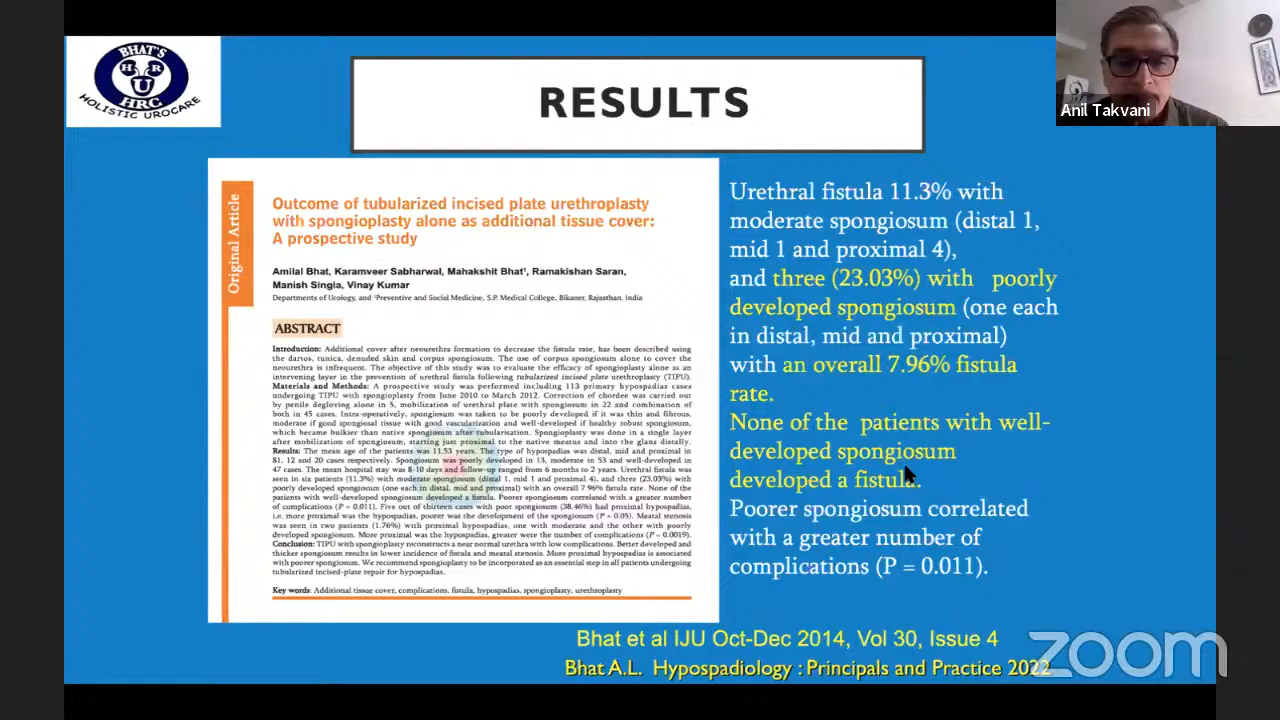 BHAT'S
H R
U
HRC
HOLISTIC UROCARE
RESULTS
Anil Takvani
Original Article
Outcome of tubularized incised plate urethroplasty
with spongioplasty alone as additional tissue cover:
A prospective study
Amilal Bhat, Karamveer Sabharwal, Mahakshit Bhat¹, Ramakishan Saran,
Manish Singla, Vinay Kumar
Departments of Urology, and ¹Preventive and Social Medicine, S.P. Medical College, Bikaner, Rajasthan, India
ABSTRACT
Introduction: Additional cover after neourethra formation to decrease the fistula rate, has been described using
the dartos, tunica, denuded skin and corpus spongiosum. The use of corpus spongiosum alone to cover the
neourethra is infrequent. The objective of this study was to evaluate the efficacy of spongioplasty alone as an
intervening layer in the prevention of urethral fistula following tubularized incised plate urethroplasty (TIPU).
Materials and Methods: A prospective study was performed including 113 primary hypospadias cases
undergoing TIPU with spongioplasty from June 2010 to March 2012. Correction of chordee was carried out
by penile degloving alone in 5, mobilization of urethral plate with spongiosum in 22 and combination of
both in 45 cases. Intra-operatively, spongiosum was taken to be poorly developed if it was thin and fibrous,
moderate if good spongiosal tissue with good vascularization and well-developed if healthy robust spongiosum,
which became bulkier than native spongiosum after tubularisation. Spongioplasty was done in a single layer
after mobilization of spongiosum, starting just proximal to the native meatus and into the glans distally.
Results: The mean age of the patients was 11.53 years. The type of hypospadias was distal, mid and proximal in
81, 12 and 20 cases respectively. Spongiosum was poorly developed in 13, moderate in 53 and well-developed in
47 cases. The mean hospital stay was 8-10 days and follow-up ranged from 6 months to 2 years. Urethral fistula was
seen in six patients (11.3%) with moderate spongiosum (distal 1, mid 1 and proximal 4), and three (23.03%) with
poorly developed spongiosum (one each in distal, mid and proximal) with an overall 7.96% fistula rate. None of the
patients with well-developed spongiosum developed a fistula. Poorer spongiosum correlated with a greater number
of complications (P = 0.011). Five out of thirteen cases with poor spongiosum (38.46%) had proximal hypospadias,
i.e. more proximal was the hypospadias, poorer was the development of the spongiosum (P = 0.05). Meatal stenosis
was seen in two patients (1.76%) with proximal hypospadias, one with moderate and the other with poorly
developed spongiosum. More proximal was the hypospadias, greater were the number of complications (P = 0.0019).
Conclusion: TIPU with spongioplasty reconstructs a near normal urethra with low complications. Better developed and
thicker spongiosum results in lower incidence of fistula and meatal stenosis. More proximal hypospadias is associated
with poorer spongiosum. We recommend spongioplasty to be incorporated as an essential step in all patients undergoing
tubularized incised-plate repair for hypospadias.
Key words: Additional tissue cover, complications, fistula, hypospadias, spongioplasty, urethroplasty
Urethral fistula 11.3% with
moderate spongiosum (distal 1,
mid 1 and proximal 4),
and three (23.03%) with poorly
developed spongiosum (one each
in distal, mid and proximal)
with an overall 7.96% fistula
rate.
None of the patients with well-
developed spongiosum
developed a fistula.
Poorer spongiosum correlated
with a greater number of
complications (P = 0.011).
Bhat et al IJU Oct-Dec 2014, Vol 30, Issue 4
Bhat A.L. Hypospadiology : Principals and Practice 2022
zoom